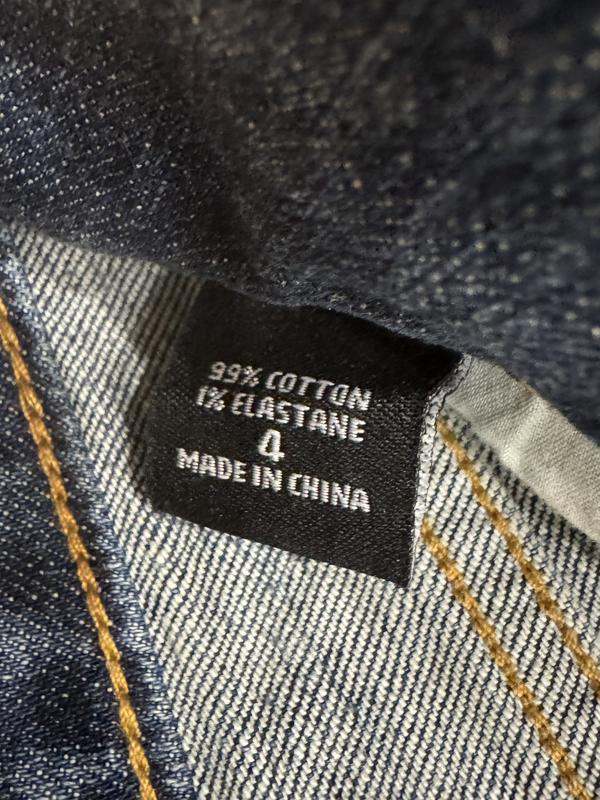 99% COTTON
1% ELASTANE
4
MADE IN CHINA